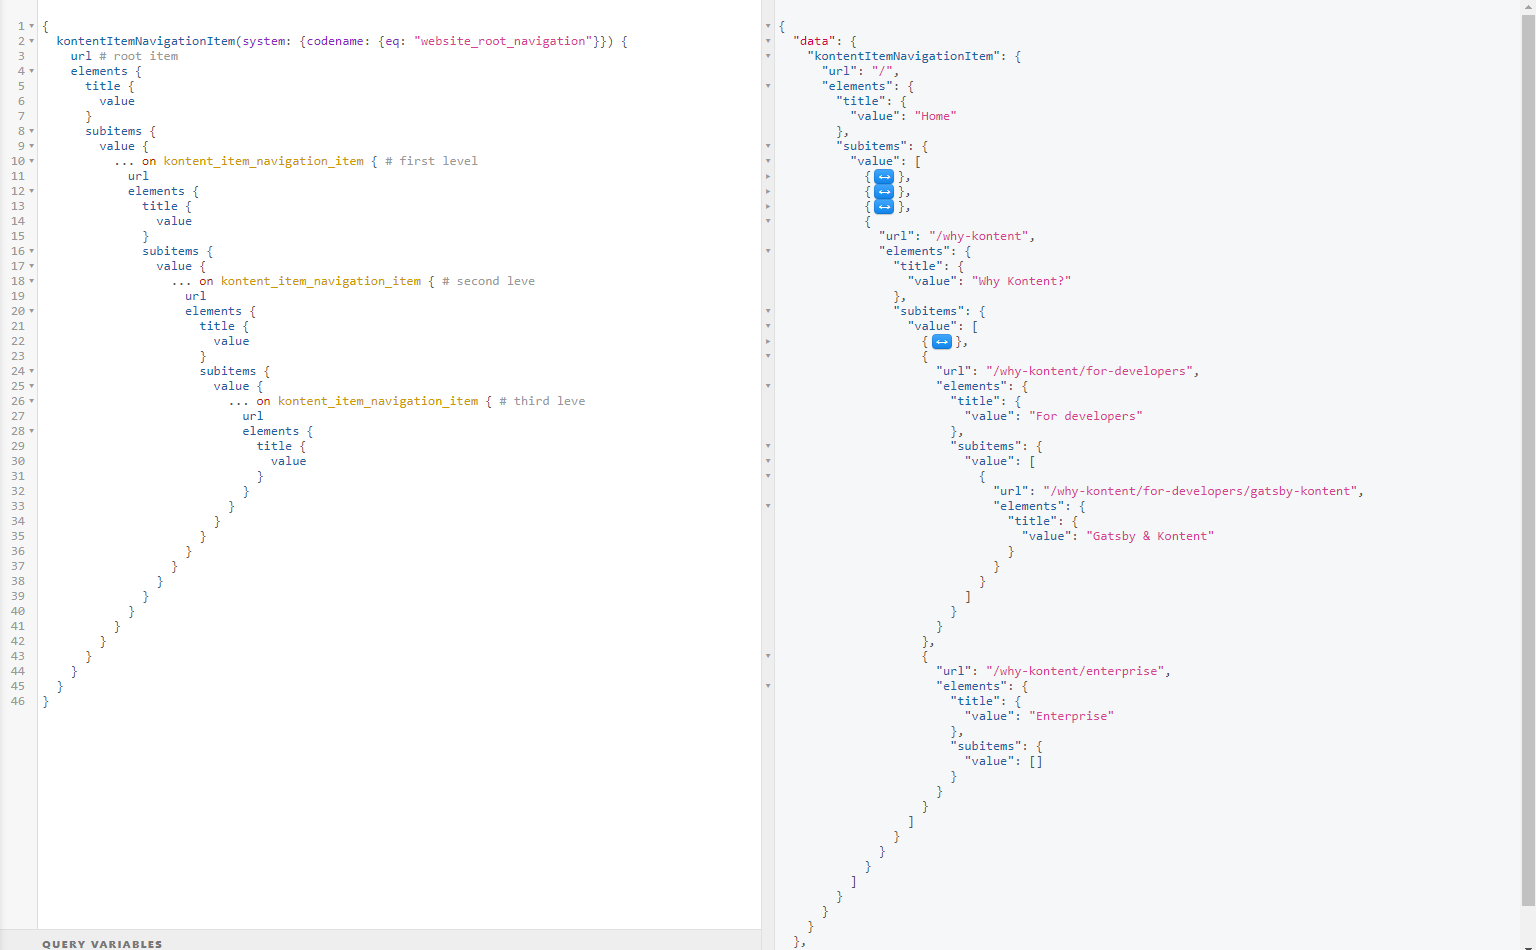 1 {
2 kontentItemNavigationItem(system: {codename: {eq: "website_root_navigation"}}) {
3 url # root item
4 elements {
5 title {
6 value
7 }
8 subitems {
9 value {
10 ... on kontent_item_navigation_item { # first level
11 url
12 elements {
13 title {
14 value
15 }
16 subitems {
17 value {
18 ... on kontent_item_navigation_item { # second leve
19 url
20 elements {
21 title {
22 value
23 }
24 subitems {
25 value {
26 ... on kontent_item_navigation_item { # third leve
27 url
28 elements {
29 title {
30 value
31 }
32 }
33 }
34 }
35 }
36 }
37 }
38 }
39 }
40 }
41 }
42 }
43 }
44 }
45 }
46 }
QUERY VARIABLES
{
"data": {
"kontentItemNavigationItem": {
"url": "/",
"elements": {
"title": {
"value": "Home"
},
"subitems": {
"value": [
{↔},
{↔},
{↔},
{
"url": "/why-kontent",
"elements": {
"title": {
"value": "Why Kontent?"
},
"subitems": {
"value": [
{↔},
{
"url": "/why-kontent/for-developers",
"elements": {
"title": {
"value": "For developers"
},
"subitems": {
"value": [
{
"url": "/why-kontent/for-developers/gatsby-kontent",
"elements": {
"title": {
"value": "Gatsby & Kontent"
}
}
}
]
}
}
},
{
"url": "/why-kontent/enterprise",
"elements": {
"title": {
"value": "Enterprise"
},
"subitems": {
"value": []
}
}
}
]
}
}
}
]
}
}
}
},